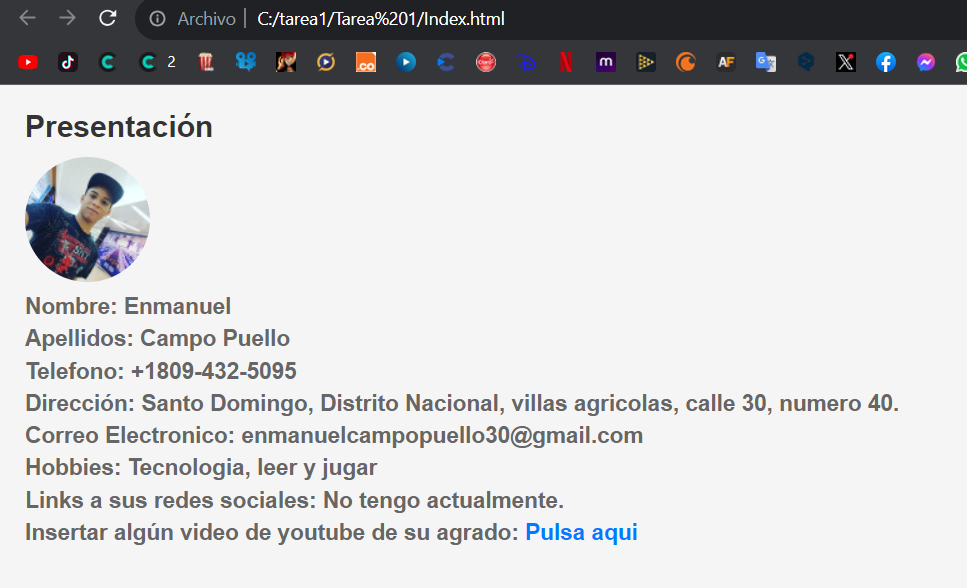 Archivo | C:/tarea1/Tarea%201/Index.html
2
Presentación
Nombre: Enmanuel
Apellidos: Campo Puello
Telefono: +1809-432-5095
Dirección: Santo Domingo, Distrito Nacional, villas agricolas, calle 30, numero 40.
Correo Electronico: enmanuelcampopuello30@gmail.com
Hobbies: Tecnologia, leer y jugar
Links a sus redes sociales: No tengo actualmente.
Insertar algún video de youtube de su agrado: Pulsa aqui